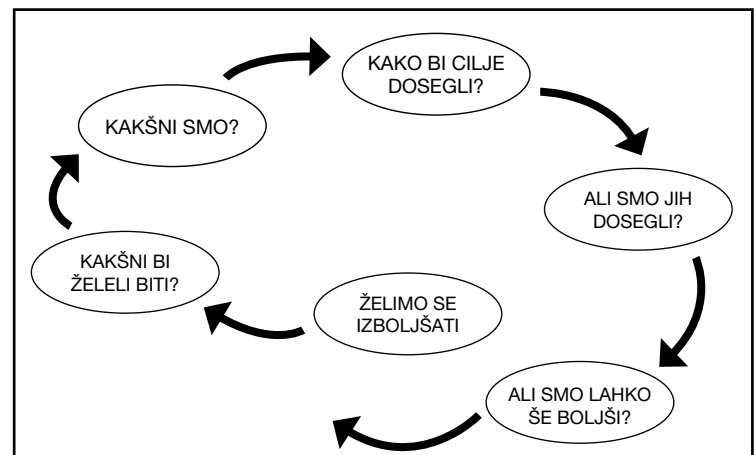 KAKO BI CILJE
DOSEGLI?
KAKŠNI SMO?
ALI SMO JIH
DOSEGLI?
KAKŠNI BI
ŽELELI BITI?
ŽELIMO SE
IZBOLJŠATI
ALI SMO LAHKO
ŠE BOLJŠI?